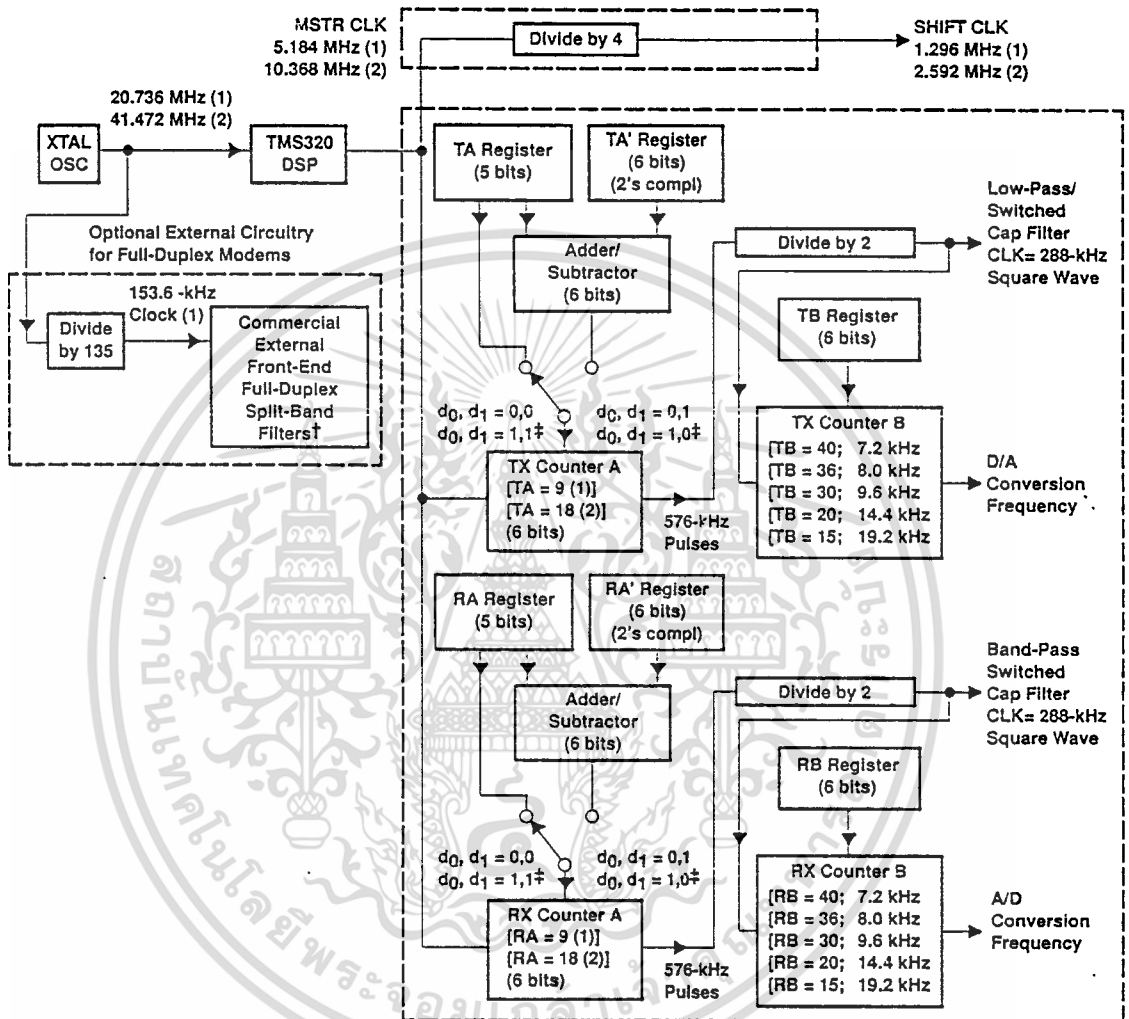 MSTR CLK
5.184 MHz (1)
10.368 MHz (2)
Divide by 4
SHIFT CLK
1.296 MHz (1)
2.592 MHz (2)
20.736 MHz (1)
41.472 MHz (2)
XTAL
OSC
TMS320
DSP
TA Register
(5 bits)
TA' Register
(6 bits)
(2's compl)
Adder/
Subtractor
(6 bits)
Divide by 2
Low-Pass/
Switched
Cap Filter
CLK= 288-kHz
Square Wave
Optional External Circuitry
for Full-Duplex Modems
153.6 -kHz
Clock (1)
Divide
by 135
Commercial
External
Front-End
Full-Duplex
Split-Band
Filters†
TB Register
(6 bits)
d0, d1 = 0,0
d0, d1 = 1,1‡
d0, d1 = 0,1
d0, d1 = 1,0‡
TX Counter A
[TA = 9 (1)]
[TA = 18 (2)]
(6 bits)
576-kHz
Pulses
TX Counter B
[TB = 40; 7.2 kHz
[TB = 36; 8.0 kHz
[TB = 30; 9.6 kHz
[TB = 20; 14.4 kHz
[TB = 15; 19.2 kHz
D/A
Conversion
Frequency
RA Register
(5 bits)
RA' Register
(6 bits)
(2's compl)
Adder/
Subtractor
(6 bits)
Divide by 2
Band-Pass
Switched
Cap Filter
CLK= 288-kHz
Square Wave
RB Register
(6 bits)
d0, d1 = 0,0
d0, d1 = 1,1‡
d0, d1 = 0,1
d0, d1 = 1,0‡
RX Counter A
[RA = 9 (1)]
[RA = 18 (2)]
(6 bits)
576-kHz
Pulses
RX Counter B
[RB = 40; 7.2 kHz
[RB = 36; 8.0 kHz
[RB = 30; 9.6 kHz
[RB = 20; 14.4 kHz
[RB = 15; 19.2 kHz
A/D
Conversion
Frequency